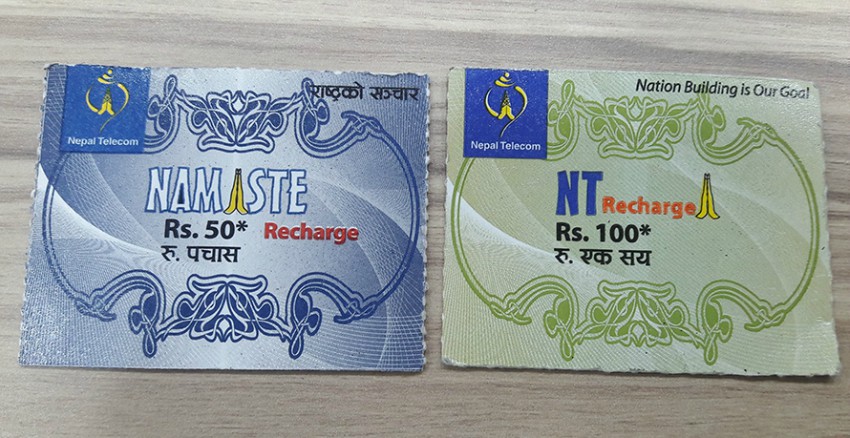 Nepal Telecom
राष्ट्रको सञ्चार
NAMASTE
Rs. 50* Recharge
रु. पचास
Nepal Telecom
Nation Building is Our Goal
NT Recharge
Rs. 100*
रु. एक सय